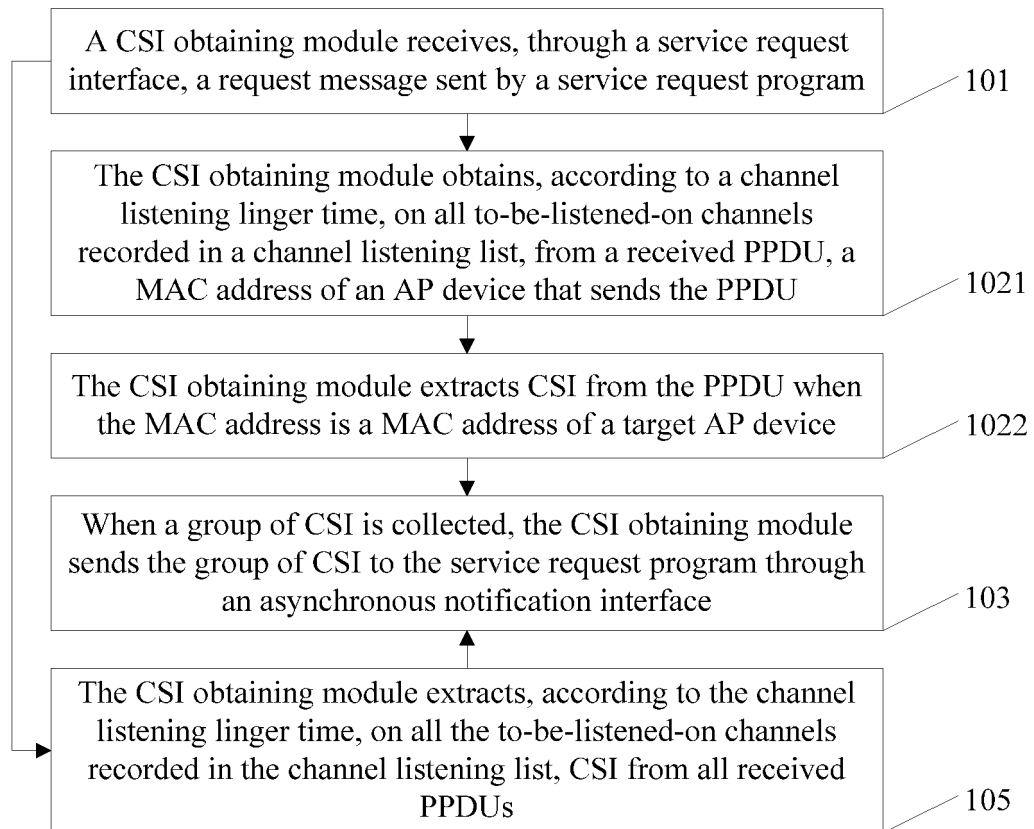 A CSI obtaining module receives, through a service request
interface, a request message sent by a service request program
101
The CSI obtaining module obtains, according to a channel
listening linger time, on all to-be-listened-on channels
recorded in a channel listening list, from a received PPDU, a
MAC address of an AP device that sends the PPDU
1021
The CSI obtaining module extracts CSI from the PPDU when
the MAC address is a MAC address of a target AP device
1022
When a group of CSI is collected, the CSI obtaining module
sends the group of CSI to the service request program through
an asynchronous notification interface
103
The CSI obtaining module extracts, according to the channel
listening linger time, on all the to-be-listened-on channels
recorded in the channel listening list, CSI from all received
PPDUs
105